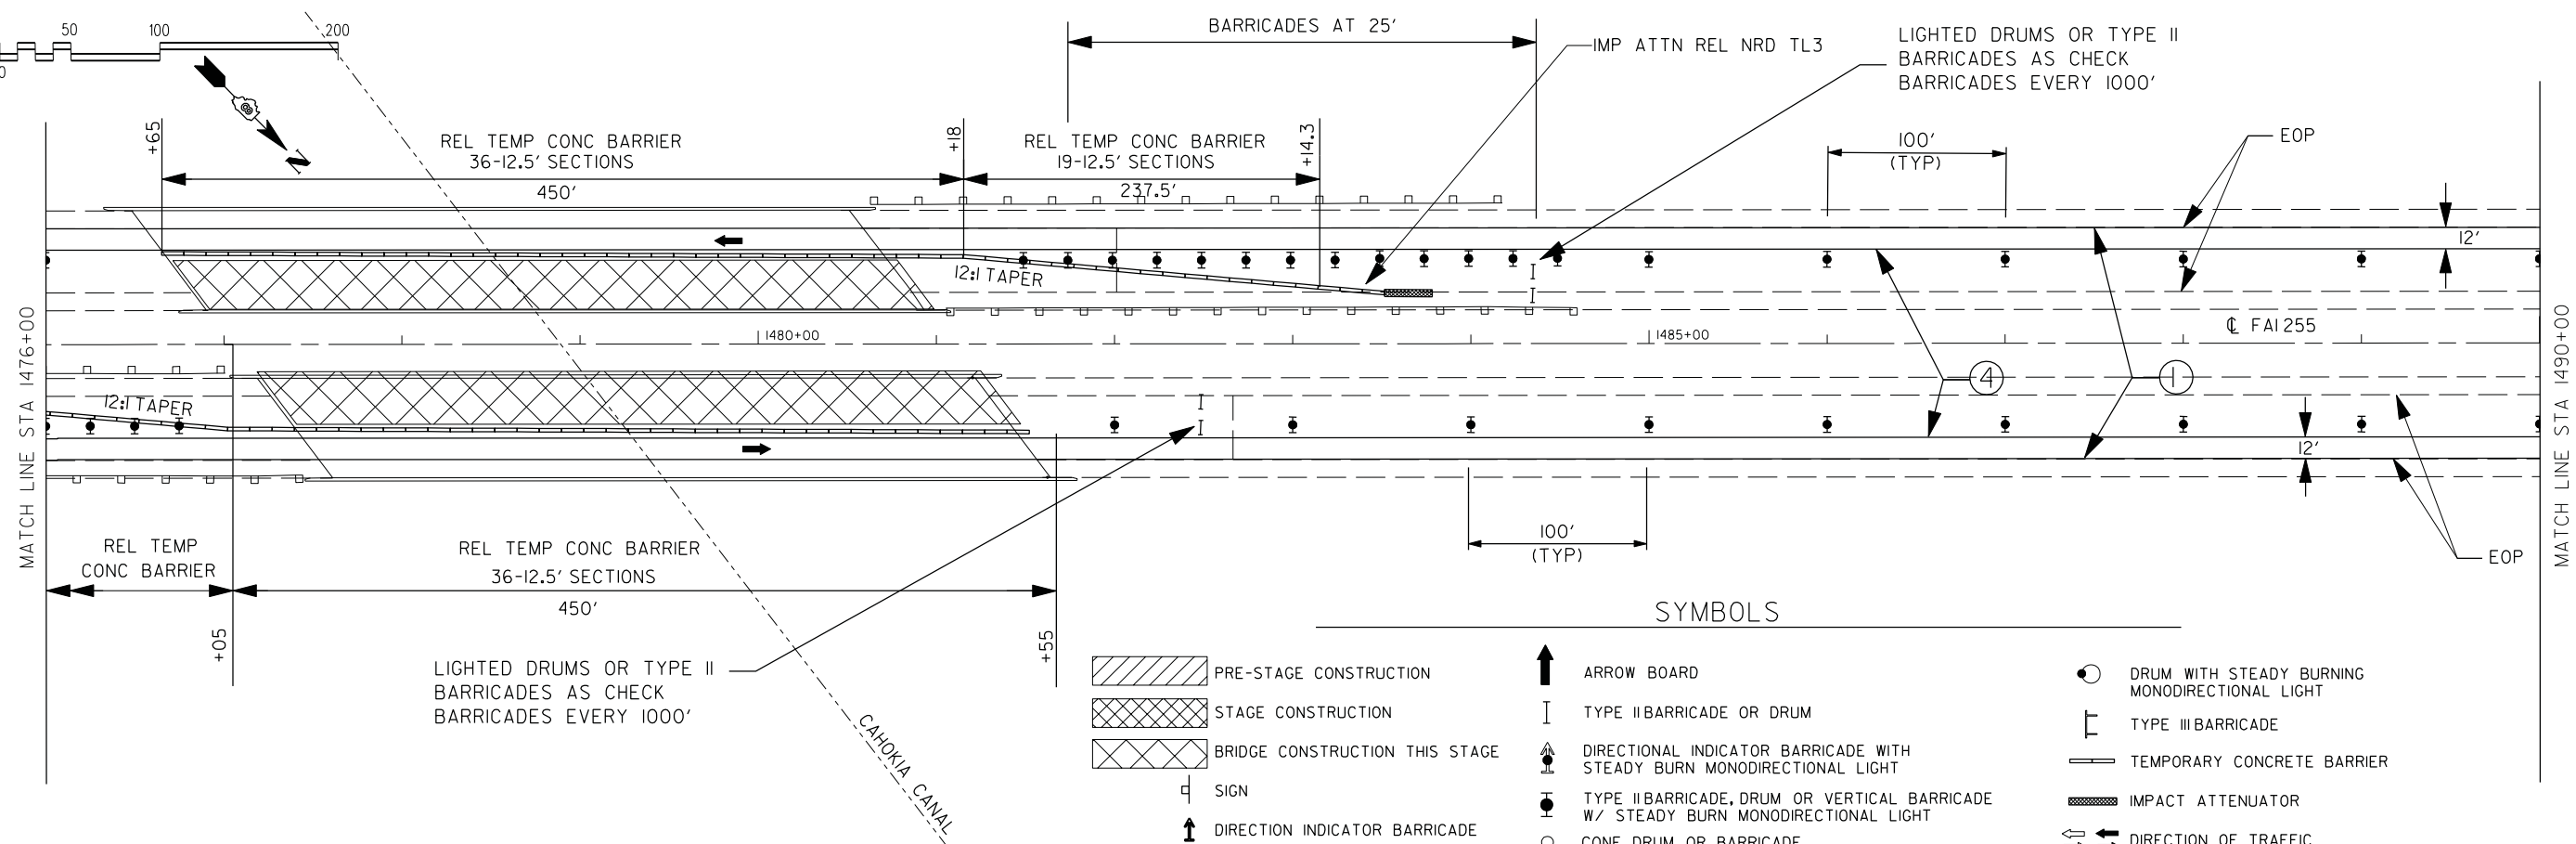 50 100 200
0
N
BARRICADES AT 25'
IMP ATTN REL NRD TL3
LIGHTED DRUMS OR TYPE II
BARRICADES AS CHECK
BARRICADES EVERY 1000'
+65
REL TEMP CONC BARRIER
36-12.5' SECTIONS
450'
+18
REL TEMP CONC BARRIER
19-12.5' SECTIONS
237.5'
+14.3
100'
(TYP)
EOP
12'
12:1 TAPER
MATCH LINE STA 1476+00
1480+00
1485+00
℄ FAI 255
MATCH LINE STA 1490+00
4
1
12:1 TAPER
12'
REL TEMP
CONC BARRIER
REL TEMP CONC BARRIER
36-12.5' SECTIONS
450'
100'
(TYP)
EOP
+05
+55
LIGHTED DRUMS OR TYPE II
BARRICADES AS CHECK
BARRICADES EVERY 1000'
CAHOKIA CANAL
SYMBOLS
PRE-STAGE CONSTRUCTION
STAGE CONSTRUCTION
BRIDGE CONSTRUCTION THIS STAGE
SIGN
DIRECTION INDICATOR BARRICADE
ARROW BOARD
TYPE II BARRICADE OR DRUM
DIRECTIONAL INDICATOR BARRICADE WITH
STEADY BURN MONODIRECTIONAL LIGHT
TYPE II BARRICADE, DRUM OR VERTICAL BARRICADE
W/ STEADY BURN MONODIRECTIONAL LIGHT
CONE DRUM OR BARRICADE
DRUM WITH STEADY BURNING
MONODIRECTIONAL LIGHT
TYPE III BARRICADE
TEMPORARY CONCRETE BARRIER
IMPACT ATTENUATOR
DIRECTION OF TRAFFIC